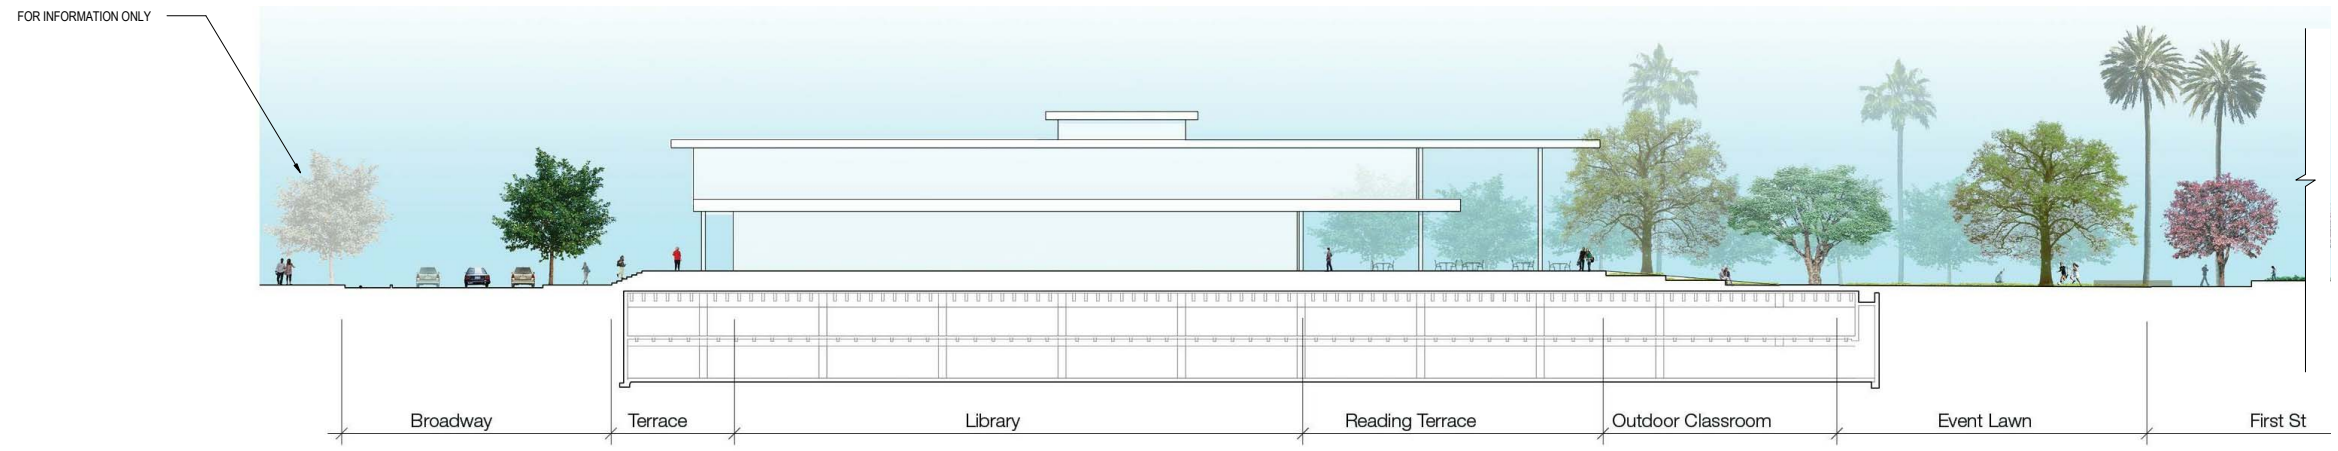 FOR INFORMATION ONLY
Broadway Terrace Library Reading Terrace Outdoor Classroom Event Lawn First St